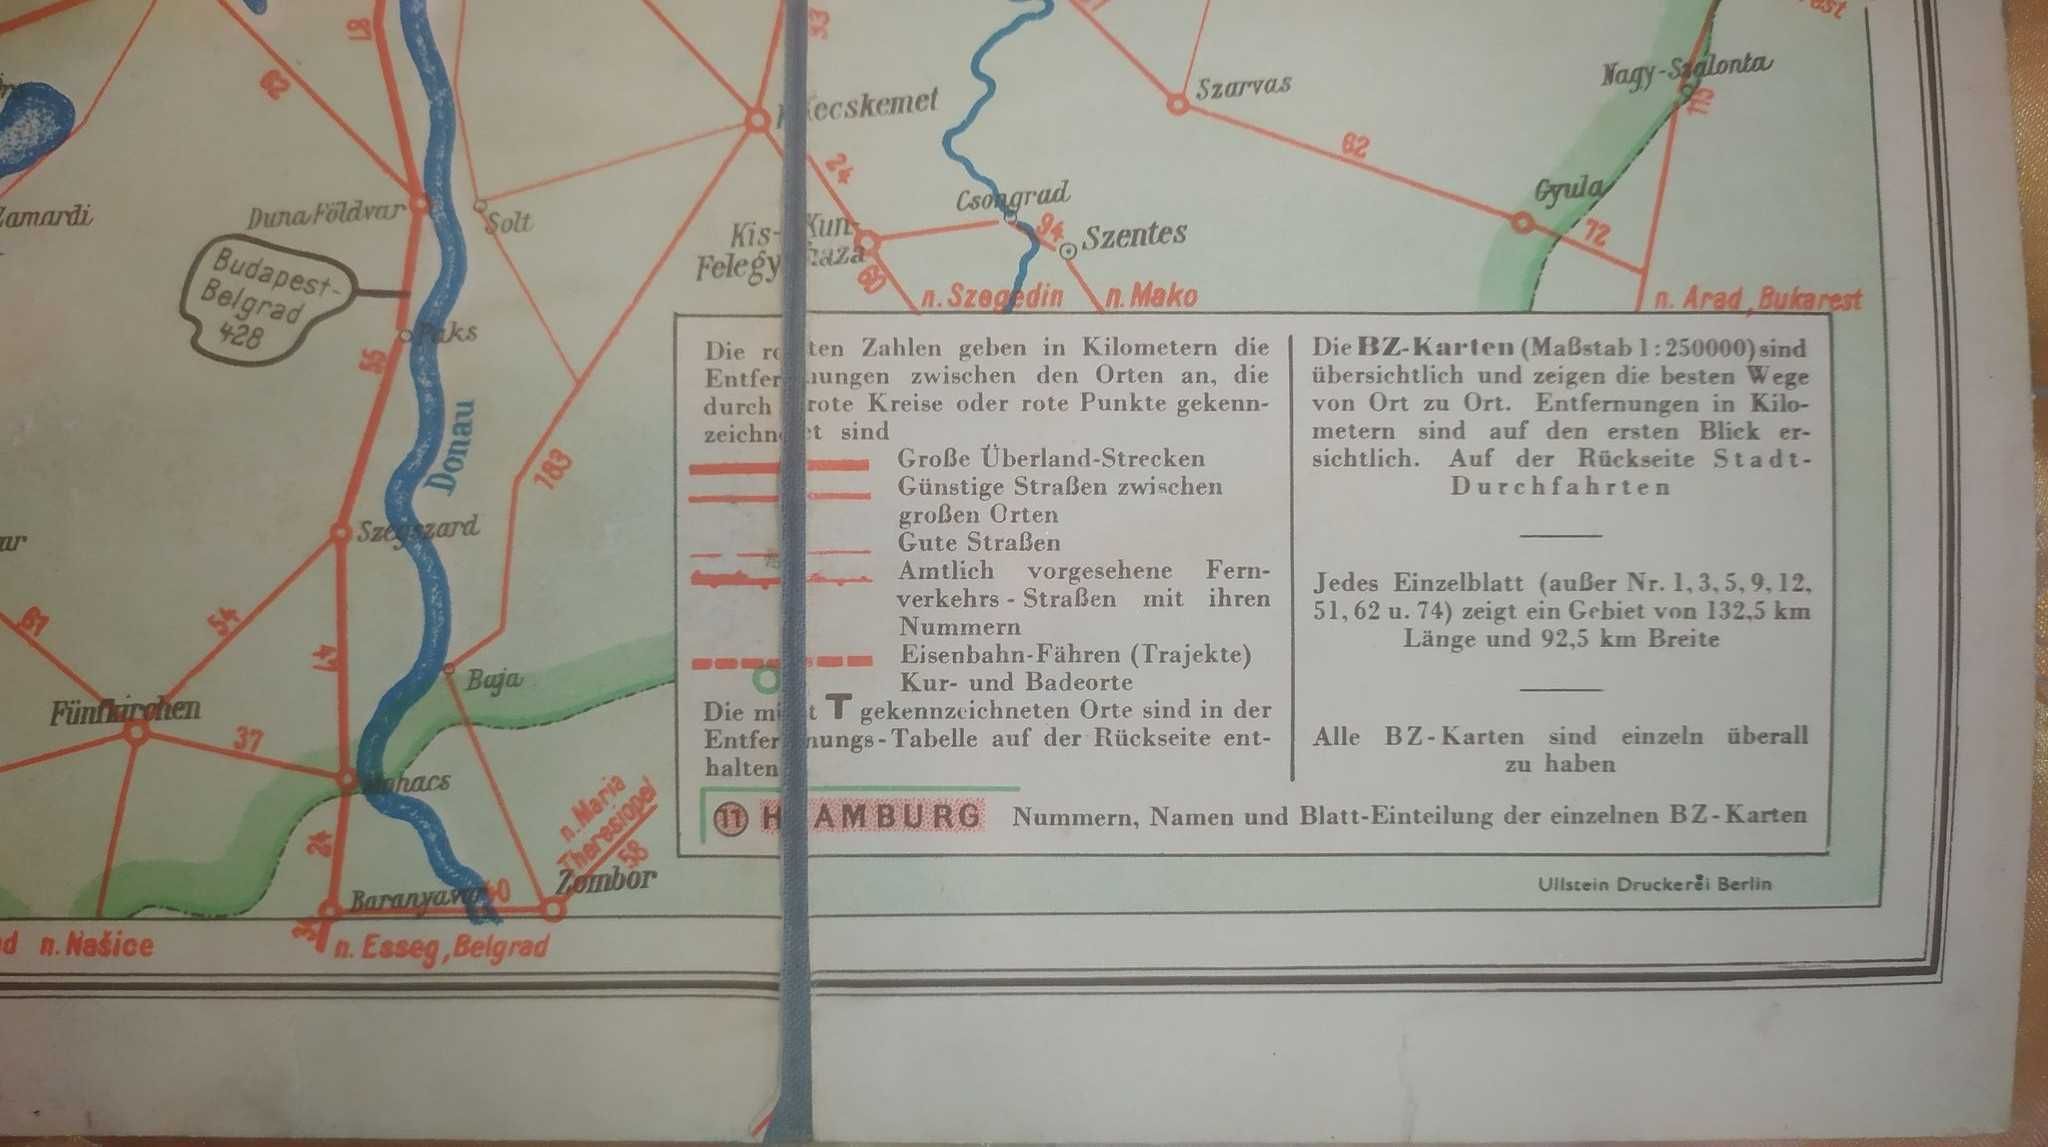 81
62
33
Kecskemet
Szarvas
Nagy-Szalonta
113
62
24
Zamardi
Duna Földvar
Solt
Csongrad
94
Szentes
Gyula
72
Kis-Kun-
Felegyhaza
60
n. Szegedin
n. Mako
n. Arad, Bukarest
Budapest-
Belgrad
428
Paks
55
Donau
183
Szegszard
54
41
Baja
Fünfkirchen
37
Mohacs
24
n. Maria
Theresiopel
58
Zombor
Baranyavar
40
n. Našice
n. Esseg, Belgrad
Die roten Zahlen geben in Kilometern die
Entfernungen zwischen den Orten an, die
durch rote Kreise oder rote Punkte gekenn-
zeichnet sind
Große Überland-Strecken
Günstige Straßen zwischen
großen Orten
Gute Straßen
Amtlich vorgesehene Fern-
verkehrs-Straßen mit ihren
Nummern
Eisenbahn-Fähren (Trajekte)
Kur- und Badeorte
Die mit T gekennzeichneten Orte sind in der
Entfernungs-Tabelle auf der Rückseite ent-
halten
Die BZ-Karten (Maßstab 1:250000) sind
übersichtlich und zeigen die besten Wege
von Ort zu Ort. Entfernungen in Kilo-
metern sind auf den ersten Blick er-
sichtlich. Auf der Rückseite Stadt-
Durchfahrten
Jedes Einzelblatt (außer Nr. 1, 3, 5, 9, 12,
51, 62 u. 74) zeigt ein Gebiet von 132,5 km
Länge und 92,5 km Breite
Alle BZ-Karten sind einzeln überall
zu haben
11 HAMBURG Nummern, Namen und Blatt-Einteilung der einzelnen BZ-Karten
Ullstein Druckerei Berlin